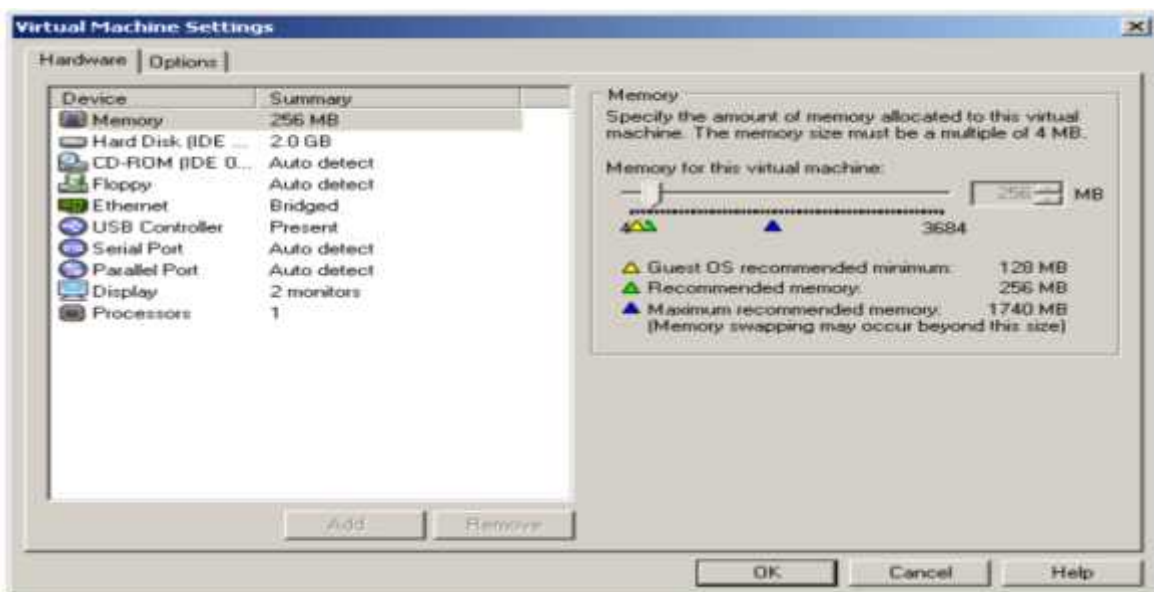 Virtual Machine Settings
Hardware Options
Device Summary
Memory 256 MB
Hard Disk (IDE ... 2.0 GB
CD-ROM (IDE 0... Auto detect
Floppy Auto detect
Ethernet Bridged
USB Controller Present
Serial Port Auto detect
Parallel Port Auto detect
Display 2 monitors
Processors 1
Add Remove
Memory
Specify the amount of memory allocated to this virtual
machine. The memory size must be a multiple of 4 MB.
Memory for this virtual machine:
256 MB
4 3684
Guest OS recommended minimum: 128 MB
Recommended memory: 256 MB
Maximum recommended memory: 1740 MB
(Memory swapping may occur beyond this size)
OK Cancel Help